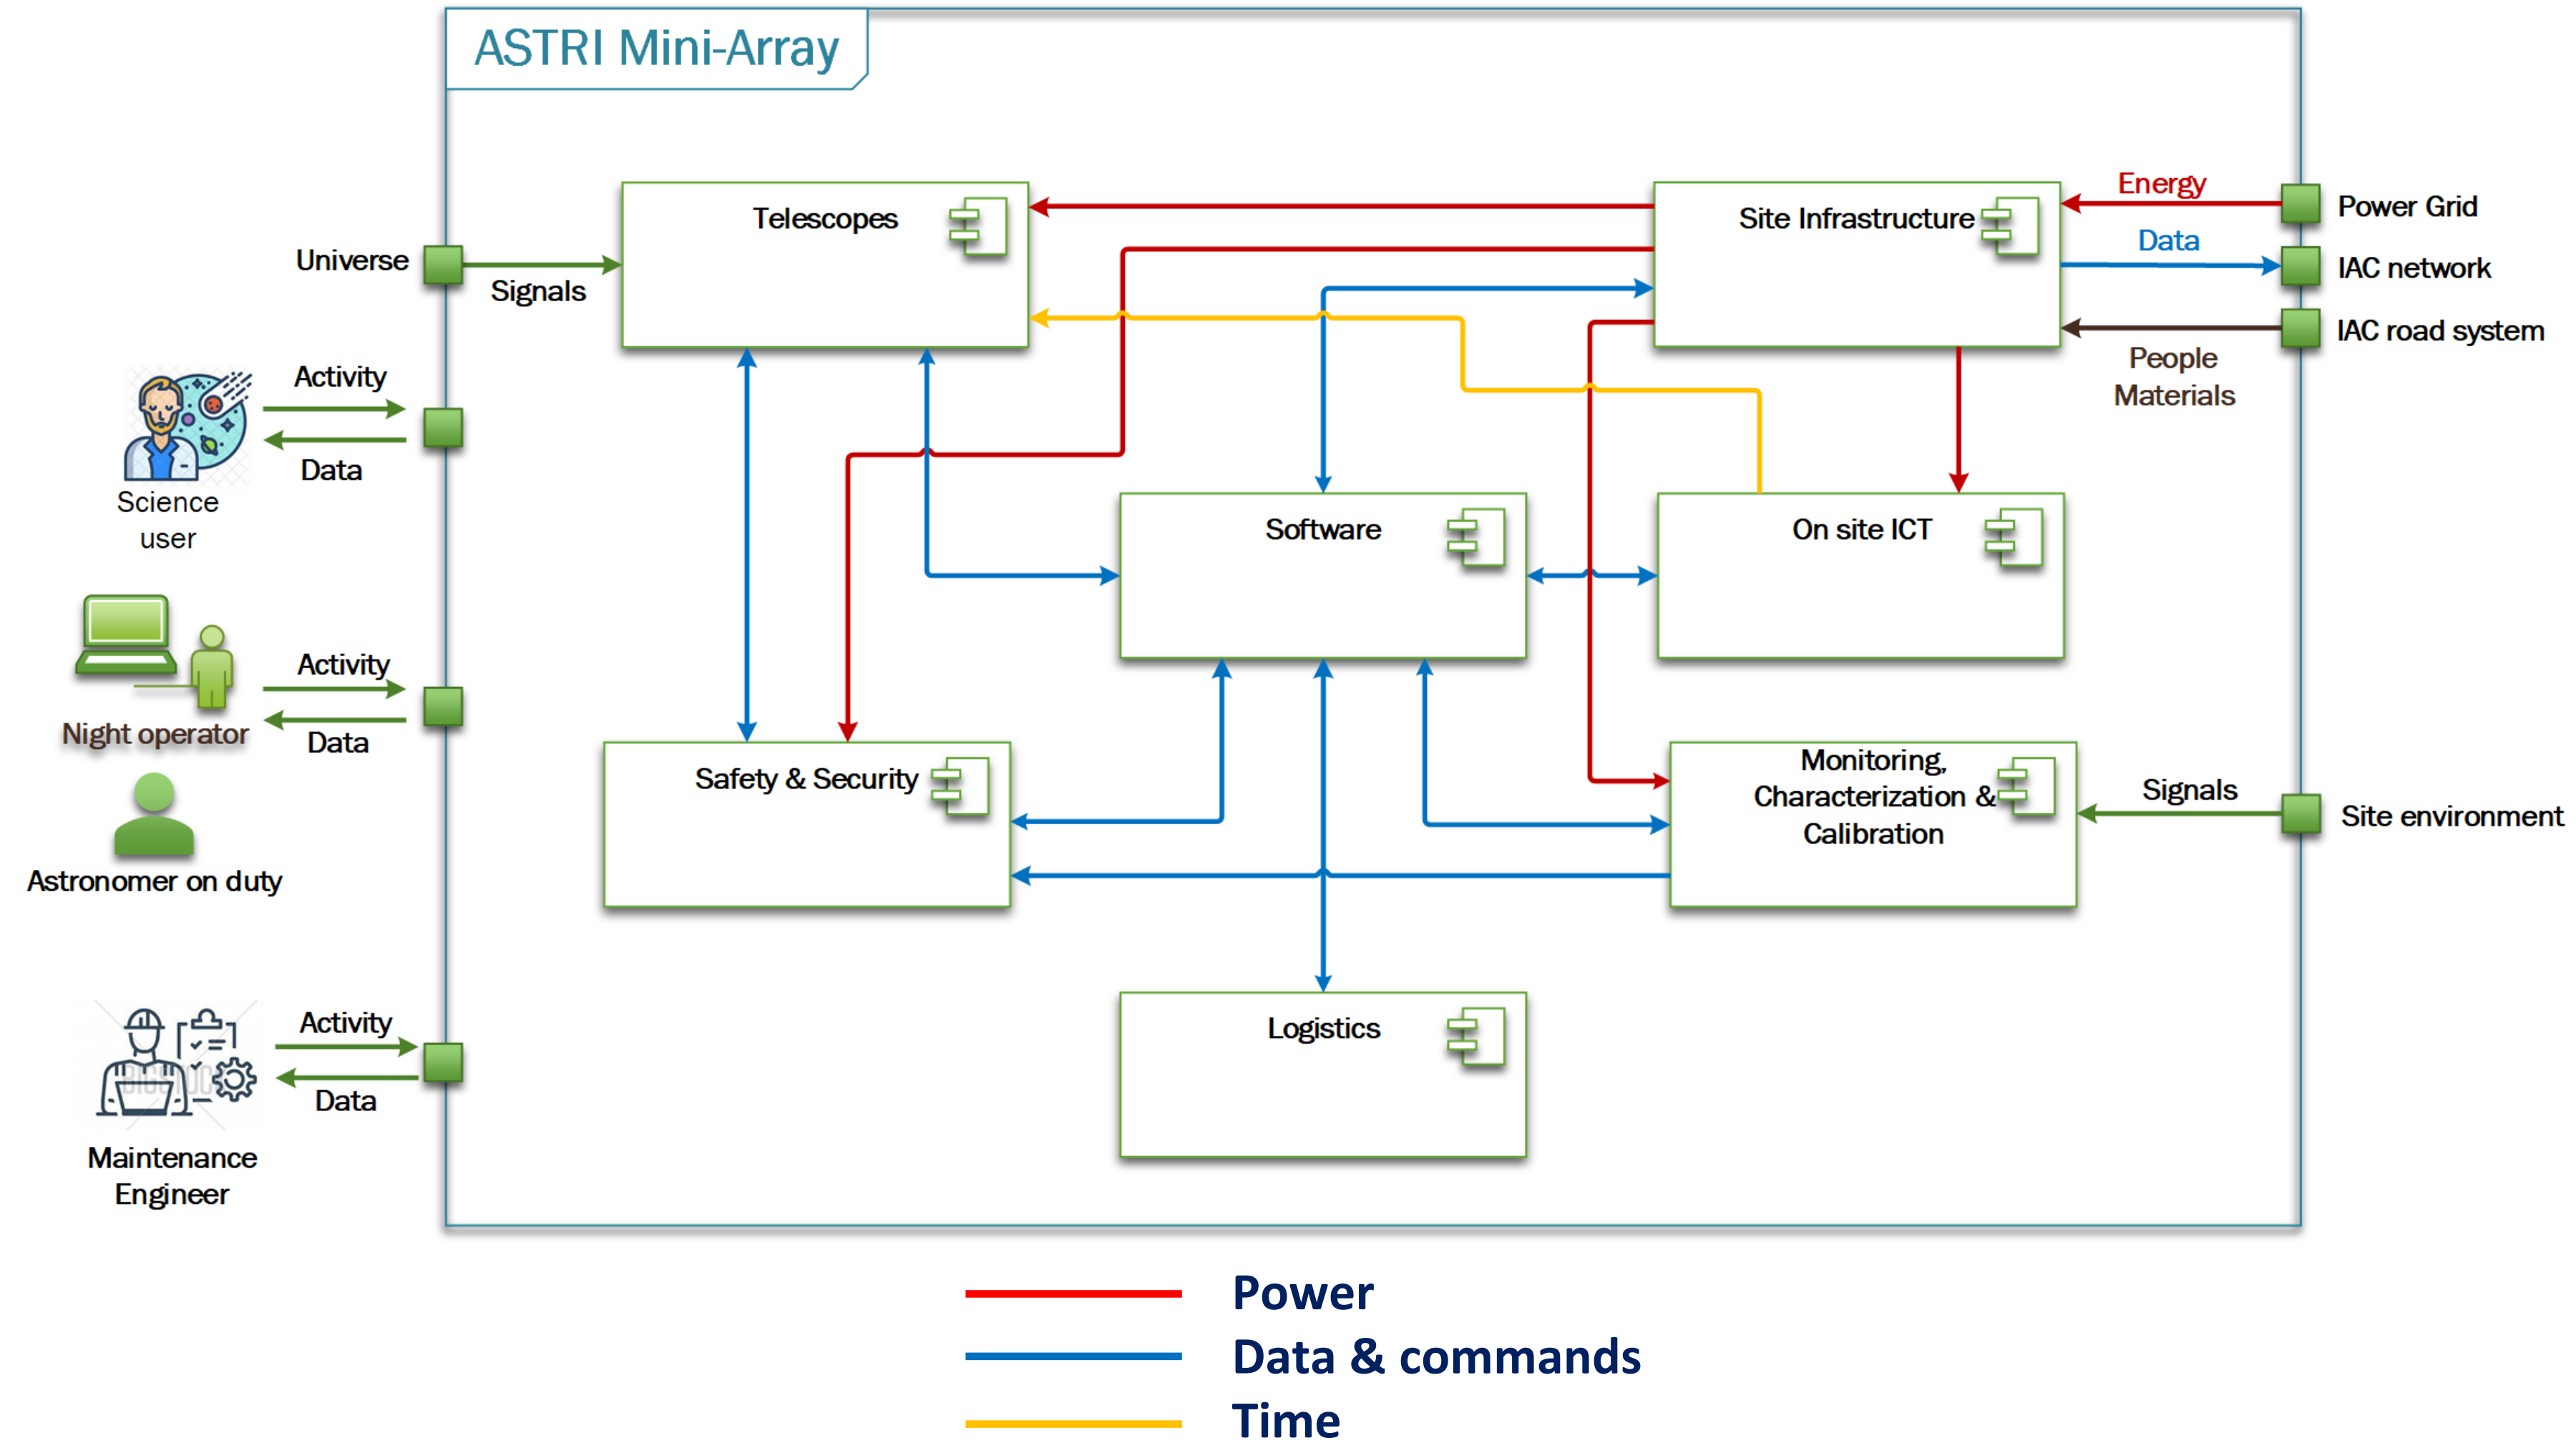 ASTRI Mini-Array
Telescopes
Site Infrastructure
Energy
Power Grid
Data
IAC network
IAC road system
People
Materials
Universe
Signals
Activity
Data
Science
user
Software
On site ICT
Activity
Data
Night operator
Astronomer on duty
Safety & Security
Monitoring,
Characterization &
Calibration
Signals
Site environment
Logistics
Activity
Data
Maintenance
Engineer
Power
Data & commands
Time